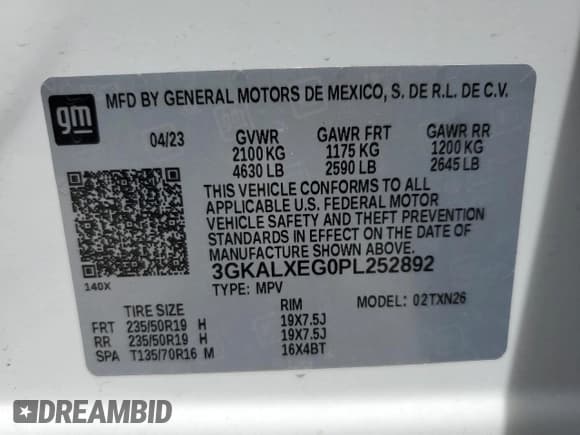 gm
MFD BY GENERAL MOTORS DE MEXICO, S. DE R.L. DE C.V.
04/23 GVWR GAWR FRT GAWR RR
2100 KG 1175 KG 1200 KG
4630 LB 2590 LB 2645 LB
THIS VEHICLE CONFORMS TO ALL
APPLICABLE U.S. FEDERAL MOTOR
VEHICLE SAFETY AND THEFT PREVENTION
STANDARDS IN EFFECT ON THE DATE OF
MANUFACTURE SHOWN ABOVE.
140X
3GKALXEG0PL252892
TYPE: MPV MODEL: 02TXN26
TIRE SIZE RIM
FRT 235/50R19 H 19X7.5J
RR 235/50R19 H 19X7.5J
SPA T135/70R16 M 16X4BT
DREAMBID